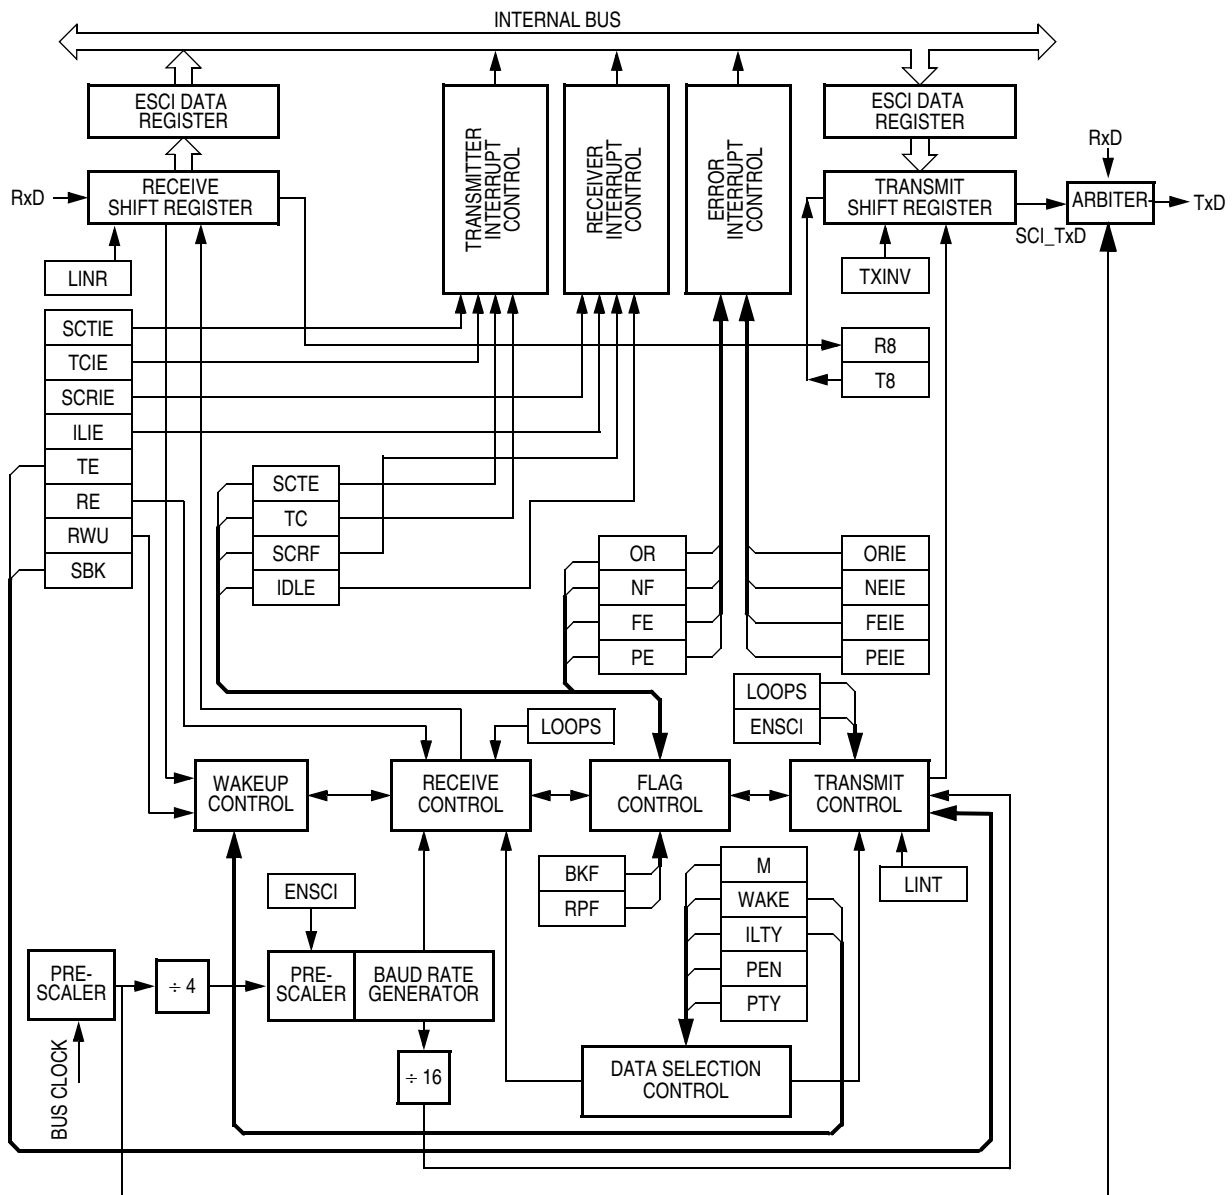 INTERNAL BUS
ESCI DATA
REGISTER
ESCI DATA
REGISTER
TRANSMITTER
INTERRUPT
CONTROL
RECEIVER
INTERRUPT
CONTROL
ERROR
INTERRUPT
CONTROL
RxD
RxD
RECEIVE
SHIFT REGISTER
TRANSMIT
SHIFT REGISTER
ARBITER
TxD
SCI_TxD
LINR
TXINV
SCTIE
TCIE
SCRIE
ILIE
TE
RE
RWU
SBK
R8
T8
SCTE
TC
SCRF
IDLE
OR
NF
FE
PE
ORIE
NEIE
FEIE
PEIE
LOOPS
LOOPS
ENSCI
WAKEUP
CONTROL
RECEIVE
CONTROL
FLAG
CONTROL
TRANSMIT
CONTROL
BKF
RPF
M
WAKE
ILTY
PEN
PTY
LINT
ENSCI
PRE-
SCALER
÷ 4
PRE-
SCALER
BAUD RATE
GENERATOR
÷ 16
DATA SELECTION
CONTROL
BUS CLOCK